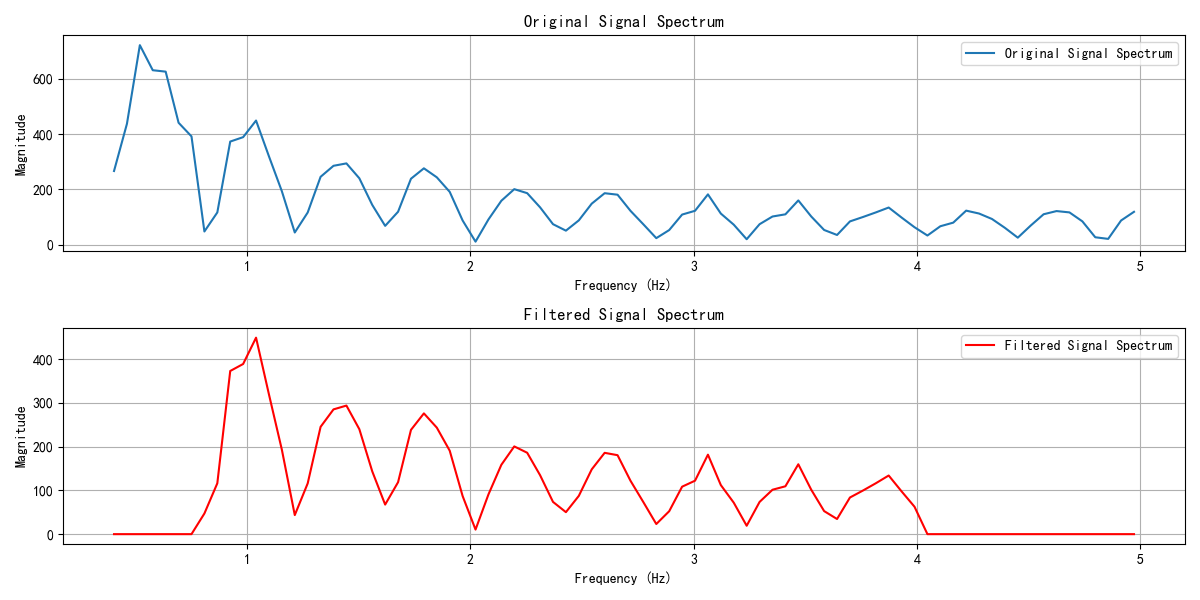 Original Signal Spectrum
Original Signal Spectrum
Magnitude
600
400
200
0
1 2 3 4 5
Frequency (Hz)
Filtered Signal Spectrum
Filtered Signal Spectrum
Magnitude
400
300
200
100
0
1 2 3 4 5
Frequency (Hz)